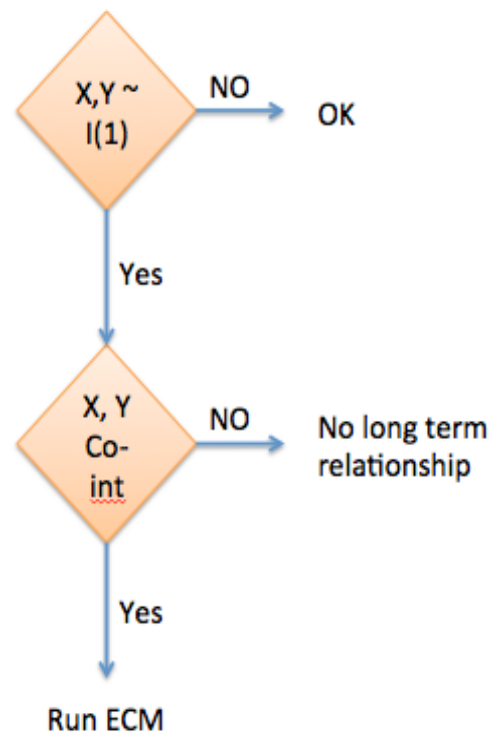 X,Y ~
I(1)
NO
OK
Yes
X, Y
Co-
int
NO
No long term
relationship
Yes
Run ECM